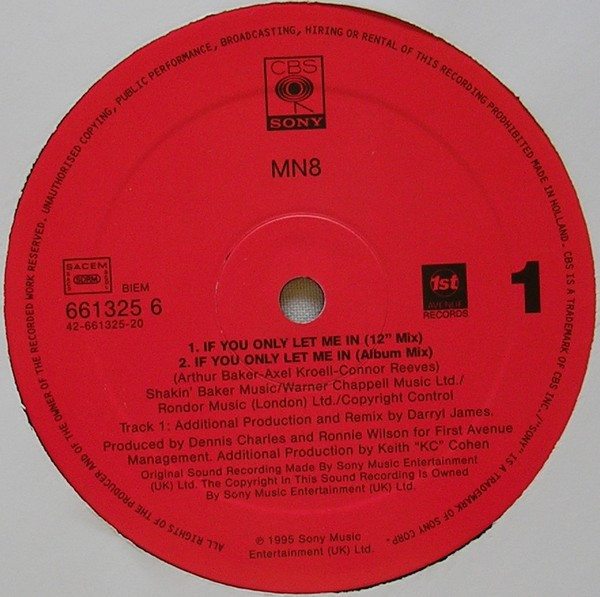 ALL RIGHTS OF THE PRODUCER AND OF THE OWNER OF THE RECORDED WORK RESERVED. UNAUTHORISED COPYING, PUBLIC PERFORMANCE, BROADCASTING, HIRING OR RENTAL OF THIS RECORDING PROHIBITED MADE IN HOLLAND. CBS IS A TRADEMARK OF CBS INC./"SONY" IS A TRADEMARK OF SONY CORP.
CBS
SONY
MN8
SACEM
SDRM
BIEM
661325 6
42-661325-20
1st
AVENUE
RECORDS
1
1. IF YOU ONLY LET ME IN (12" Mix)
2. IF YOU ONLY LET ME IN (Album Mix)
(Arthur Baker-Axel Kroell-Connor Reeves)
Shakin' Baker Music/Warner Chappell Music Ltd./
Rondor Music (London) Ltd./Copyright Control
Track 1: Additional Production and Remix by Darryl James.
Produced by Dennis Charles and Ronnie Wilson for First Avenue
Management. Additional Production by Keith "KC" Cohen
Original Sound Recording Made By Sony Music Entertainment
(UK) Ltd. The Copyright In This Sound Recording Is Owned
By Sony Music Entertainment (UK) Ltd.
℗ 1995 Sony Music
Entertainment (UK) Ltd.